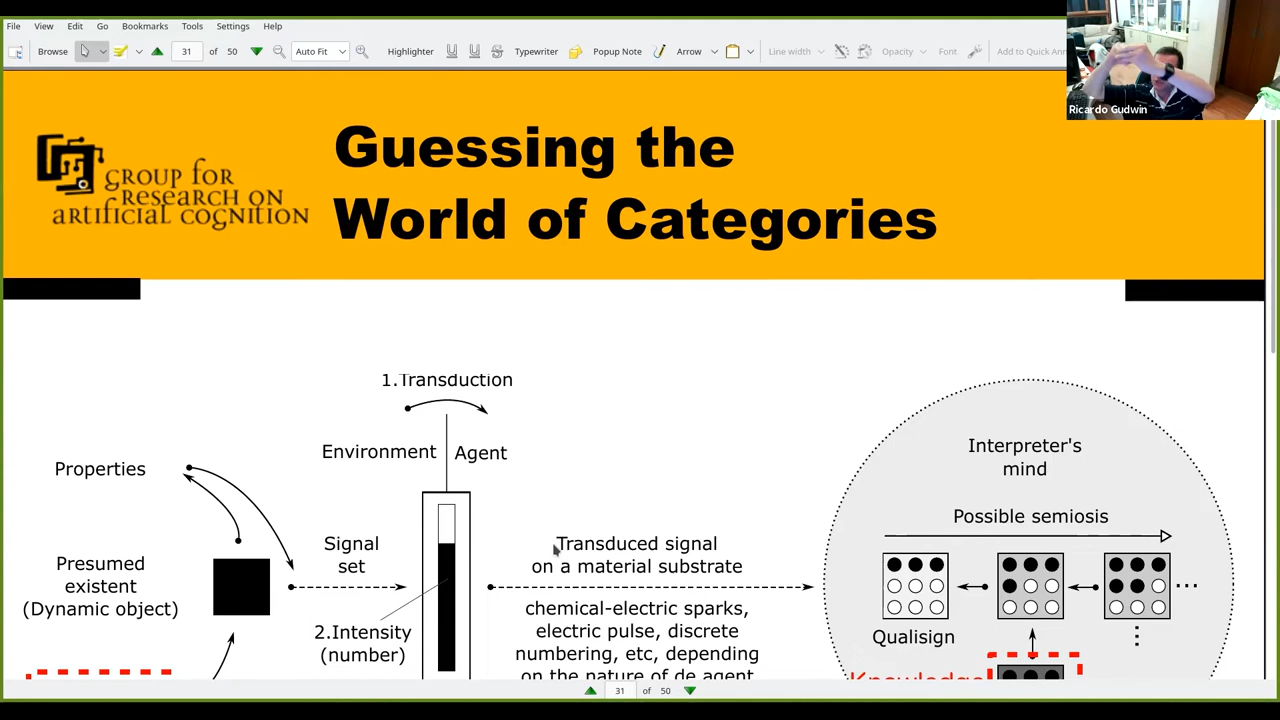 File View Edit Go Bookmarks Tools Settings Help
Browse 31 of 50 Auto Fit Highlighter Typewriter Popup Note Arrow Line width Opacity Font Add to Quick
Ricardo Gudwin
GROUP FOR
RESEARCH ON
ARTIFICIAL COGNITION
Guessing the
World of Categories
1.Transduction
Environment Agent
Properties
Signal
set
Presumed
existent
(Dynamic object)
2.Intensity
(number)
Transduced signal
on a material substrate
chemical-electric sparks,
electric pulse, discrete
numbering, etc, depending
on the nature of de agent
Interpreter's
mind
Possible semiosis
Qualisign
Knowledge
31 of 50